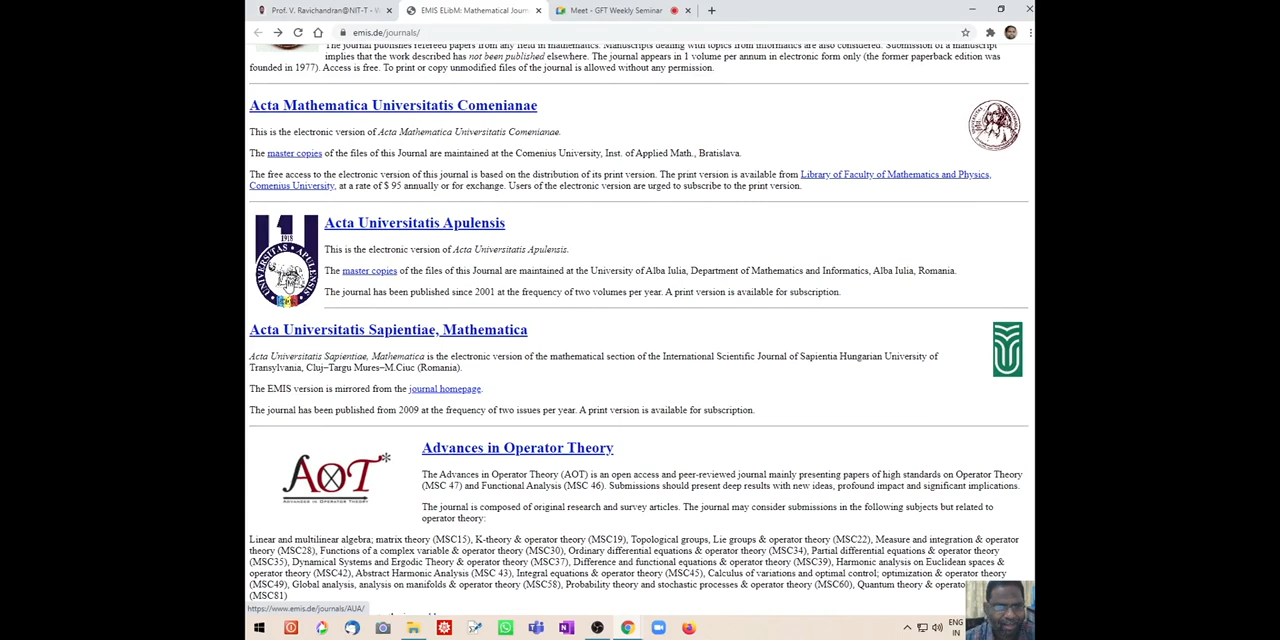 Prof. V. Ravichandran@NIT-T - W
EMIS ELibM: Mathematical Journ
Meet - GFT Weekly Seminar
emis.de/journals/
The journal publishes refereed papers from any field in mathematics. Manuscripts dealing with topics from informatics are also considered. Submission of a manuscript
implies that the work described has not been published elsewhere. The journal appears in 1 volume per annum in electronic form only (the former paperback edition was
founded in 1977). Access is free. To print or copy unmodified files of the journal is allowed without any permission.
Acta Mathematica Universitatis Comenianae
This is the electronic version of Acta Mathematica Universitatis Comenianae.
The master copies of the files of this Journal are maintained at the Comenius University, Inst. of Applied Math., Bratislava.
The free access to the electronic version of this journal is based on the distribution of its print version. The print version is available from Library of Faculty of Mathematics and Physics,
Comenius University, at a rate of $ 95 annually or for exchange. Users of the electronic version are urged to subscribe to the print version.
1918
UNIVERSITAS APULENSIS
Acta Universitatis Apulensis
This is the electronic version of Acta Universitatis Apulensis.
The master copies of the files of this Journal are maintained at the University of Alba Iulia, Department of Mathematics and Informatics, Alba Iulia, Romania.
The journal has been published since 2001 at the frequency of two volumes per year. A print version is available for subscription.
Acta Universitatis Sapientiae, Mathematica
Acta Universitatis Sapientiae, Mathematica is the electronic version of the mathematical section of the International Scientific Journal of Sapientia Hungarian University of
Transylvania, Cluj–Targu Mures–M.Ciuc (Romania).
The EMIS version is mirrored from the journal homepage.
The journal has been published from 2009 at the frequency of two issues per year. A print version is available for subscription.
AOT*
ADVANCES IN OPERATOR THEORY
Advances in Operator Theory
The Advances in Operator Theory (AOT) is an open access and peer-reviewed journal mainly presenting papers of high standards on Operator Theory
(MSC 47) and Functional Analysis (MSC 46). Submissions should present deep results with new ideas, profound impact and significant implications.
The journal is composed of original research and survey articles. The journal may consider submissions in the following subjects but related to
operator theory:
Linear and multilinear algebra; matrix theory (MSC15), K-theory & operator theory (MSC19), Topological groups, Lie groups & operator theory (MSC22), Measure and integration & operator
theory (MSC28), Functions of a complex variable & operator theory (MSC30), Ordinary differential equations & operator theory (MSC34), Partial differential equations & operator theory
(MSC35), Dynamical Systems and Ergodic Theory & operator theory (MSC37), Difference and functional equations & operator theory (MSC39), Harmonic analysis on Euclidean spaces &
operator theory (MSC42), Abstract Harmonic Analysis (MSC 43), Integral equations & operator theory (MSC45), Calculus of variations and optimal control; optimization & operator theory
(MSC49), Global analysis, analysis on manifolds & operator theory (MSC58), Probability theory and stochastic processes & operator theory (MSC60), Quantum theory & operato
(MSC81)
https://www.emis.de/journals/AUA/
ENG
IN